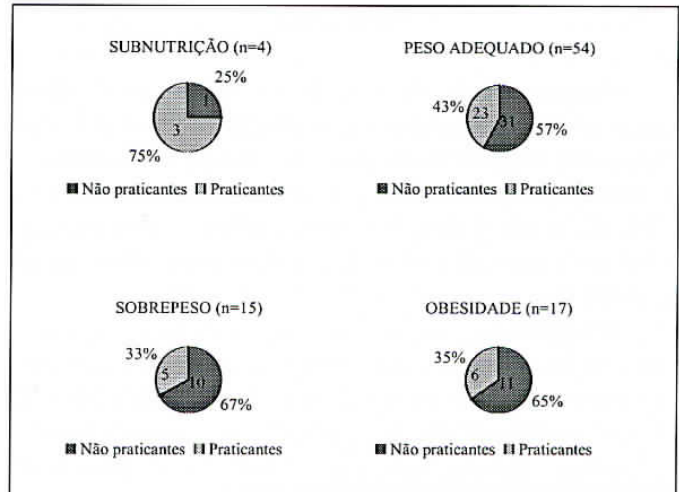 SUBNUTRIÇÃO (n=4)
25%
1
3
75%
■ Não praticantes ■ Praticantes
PESO ADEQUADO (n=54)
43%
23
31
57%
■ Não praticantes ■ Praticantes
SOBREPESO (n=15)
33%
5
10
67%
■ Não praticantes ■ Praticantes
OBESIDADE (n=17)
35%
6
11
65%
■ Não praticantes ■ Praticantes